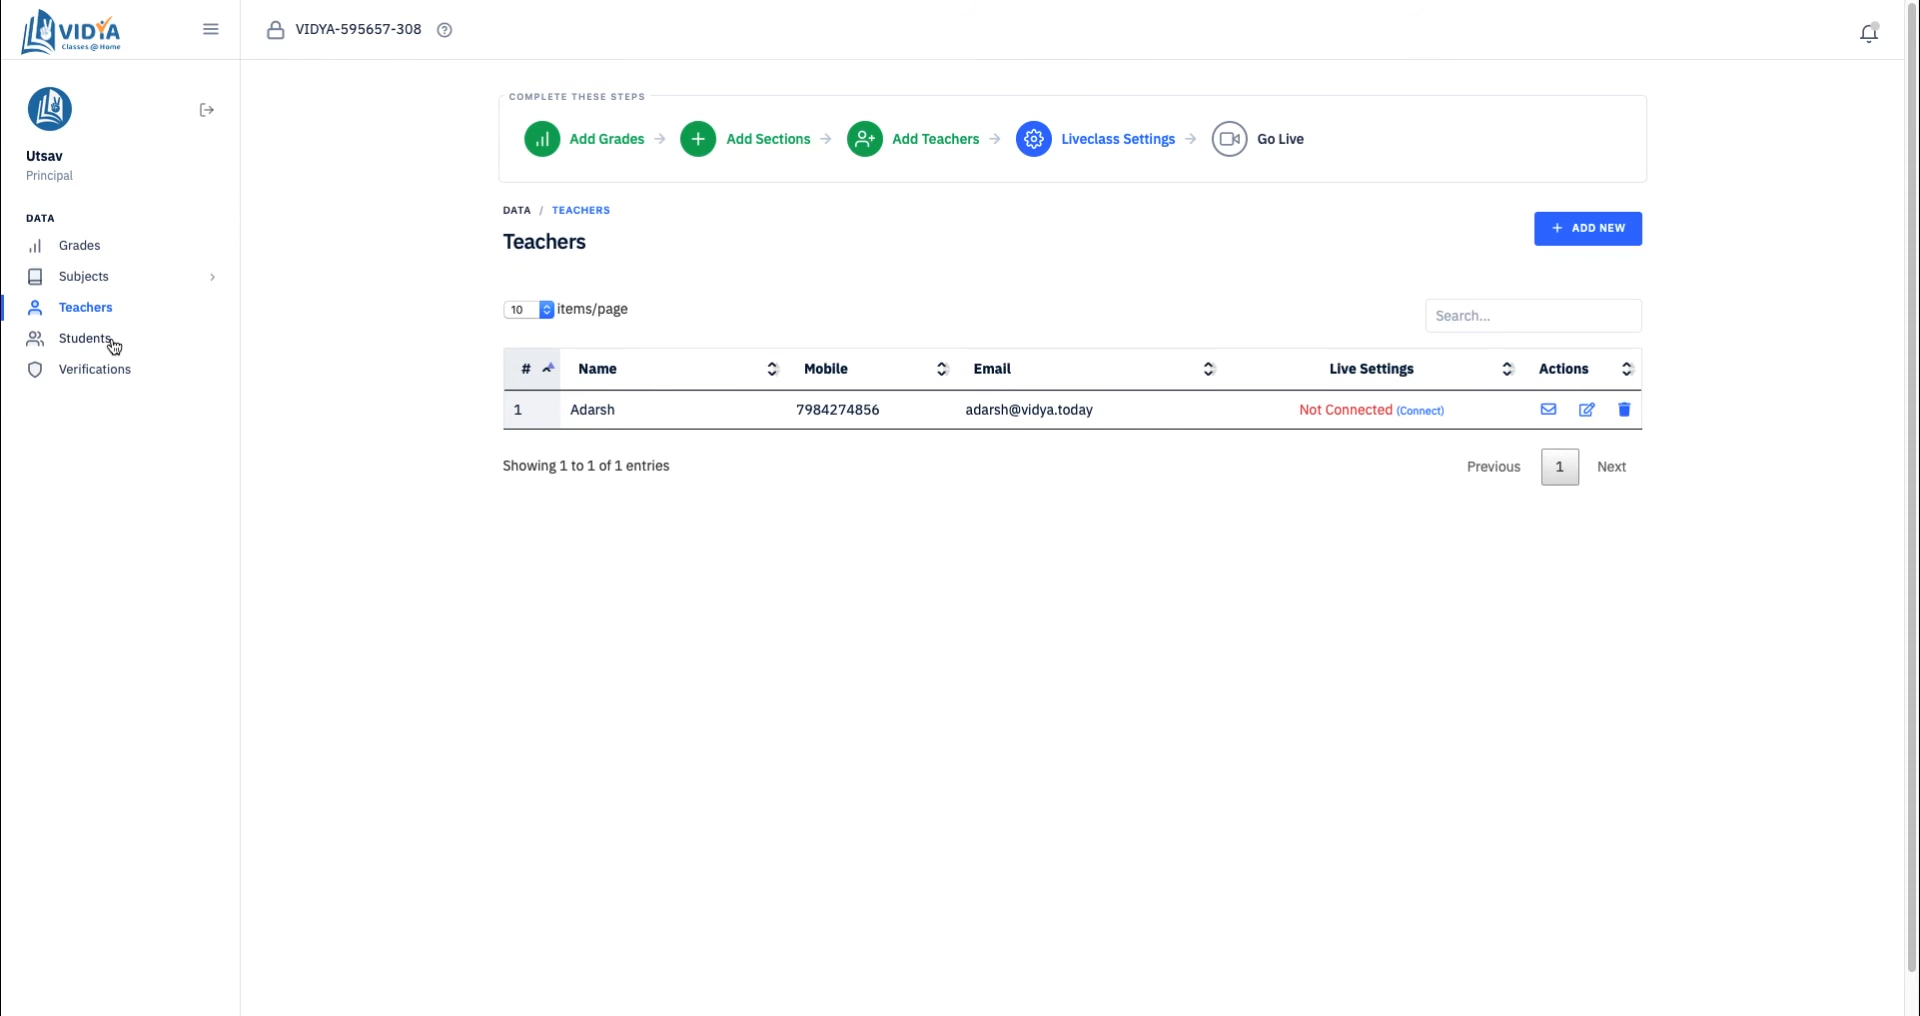 VIDYA
Classes @ Home
VIDYA-595657-308
Utsav
Principal
DATA
Grades
Subjects
Teachers
Students
Verifications
COMPLETE THESE STEPS
Add Grades
Add Sections
Add Teachers
Liveclass Settings
Go Live
DATA / TEACHERS
Teachers
+ ADD NEW
10 items/page
Search...
# Name Mobile Email Live Settings Actions
1 Adarsh 7984274856 adarsh@vidya.today Not Connected (Connect)
Showing 1 to 1 of 1 entries
Previous 1 Next